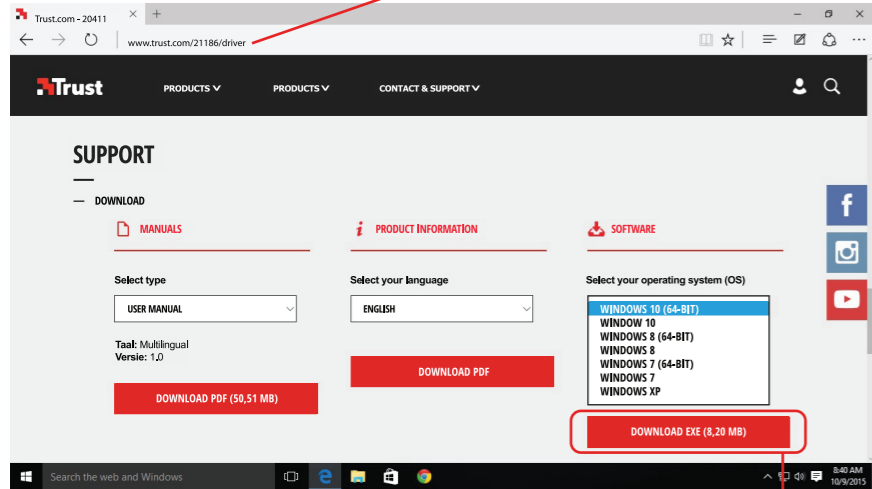 Trust.com - 20411
www.trust.com/21186/driver
Trust
PRODUCTS
PRODUCTS
CONTACT & SUPPORT
SUPPORT
DOWNLOAD
MANUALS
Select type
USER MANUAL
Taal: Multilingual
Versie: 1.0
DOWNLOAD PDF (50,51 MB)
PRODUCT INFORMATION
Select your language
ENGLISH
DOWNLOAD PDF
SOFTWARE
Select your operating system (OS)
WINDOWS 10 (64-BIT)
WINDOW 10
WINDOWS 8 (64-BIT)
WINDOWS 8
WINDOWS 7 (64-BIT)
WINDOWS 7
WINDOWS XP
DOWNLOAD EXE (8,20 MB)
Search the web and Windows
8:40 AM
10/9/2015